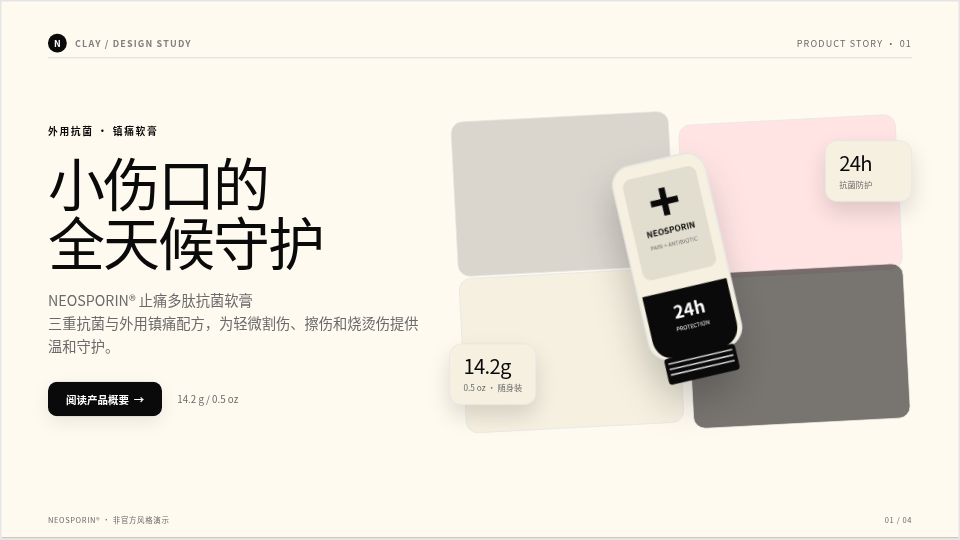 N CLAY / DESIGN STUDY
PRODUCT STORY • 01
外用抗菌 • 镇痛软膏
小伤口的
全天候守护
NEOSPORIN® 止痛多肽抗菌软膏
三重抗菌与外用镇痛配方，为轻微割伤、擦伤和烧烫伤提供
温和守护。
阅读产品概要 →
14.2 g / 0.5 oz
24h
抗菌防护
NEOSPORIN
PAIN + ANTIBIOTIC
24h
PROTECTION
14.2g
0.5 oz • 随身装
NEOSPORIN® • 非官方风格演示
01 / 04